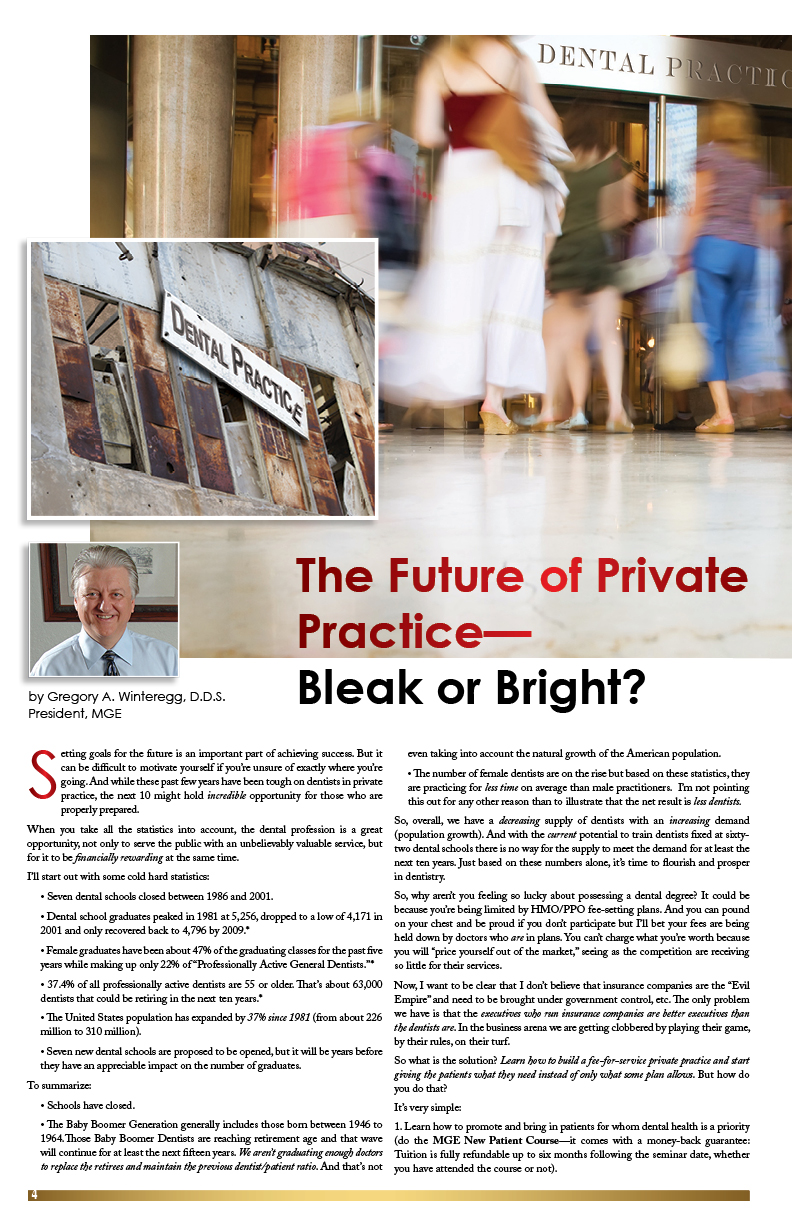 DENTAL PRACTIC
DENTAL PRACTICE
The Future of Private
Practice—
Bleak or Bright?
by Gregory A. Winteregg, D.D.S.
President, MGE
Setting goals for the future is an important part of achieving success. But it
can be difficult to motivate yourself if you're unsure of exactly where you're
going. And while these past few years have been tough on dentists in private
practice, the next 10 might hold incredible opportunity for those who are
properly prepared.
When you take all the statistics into account, the dental profession is a great
opportunity, not only to serve the public with an unbelievably valuable service, but
for it to be financially rewarding at the same time.
I'll start out with some cold hard statistics:
• Seven dental schools closed between 1986 and 2001.
• Dental school graduates peaked in 1981 at 5,256, dropped to a low of 4,171 in
2001 and only recovered back to 4,796 by 2009.*
• Female graduates have been about 47% of the graduating classes for the past five
years while making up only 22% of "Professionally Active General Dentists."*
• 37.4% of all professionally active dentists are 55 or older. That's about 63,000
dentists that could be retiring in the next ten years.*
• The United States population has expanded by 37% since 1981 (from about 226
million to 310 million).
• Seven new dental schools are proposed to be opened, but it will be years before
they have an appreciable impact on the number of graduates.
To summarize:
• Schools have closed.
• The Baby Boomer Generation generally includes those born between 1946 to
1964.Those Baby Boomer Dentists are reaching retirement age and that wave
will continue for at least the next fifteen years. We aren't graduating enough doctors
to replace the retirees and maintain the previous dentist/patient ratio. And that's not
even taking into account the natural growth of the American population.
• The number of female dentists are on the rise but based on these statistics, they
are practicing for less time on average than male practitioners. I'm not pointing
this out for any other reason than to illustrate that the net result is less dentists.
So, overall, we have a decreasing supply of dentists with an increasing demand
(population growth). And with the current potential to train dentists fixed at sixty-
two dental schools there is no way for the supply to meet the demand for at least the
next ten years. Just based on these numbers alone, it's time to flourish and prosper
in dentistry.
So, why aren't you feeling so lucky about possessing a dental degree? It could be
because you're being limited by HMO/PPO fee-setting plans. And you can pound
on your chest and be proud if you don't participate but I'll bet your fees are being
held down by doctors who are in plans. You can't charge what you're worth because
you will "price yourself out of the market," seeing as the competition are receiving
so little for their services.
Now, I want to be clear that I don't believe that insurance companies are the "Evil
Empire" and need to be brought under government control, etc. The only problem
we have is that the executives who run insurance companies are better executives than
the dentists are. In the business arena we are getting clobbered by playing their game,
by their rules, on their turf.
So what is the solution? Learn how to build a fee-for-service private practice and start
giving the patients what they need instead of only what some plan allows. But how do
you do that?
It's very simple:
1. Learn how to promote and bring in patients for whom dental health is a priority
(do the MGE New Patient Course—it comes with a money-back guarantee:
Tuition is fully refundable up to six months following the seminar date, whether
you have attended the course or not).
4